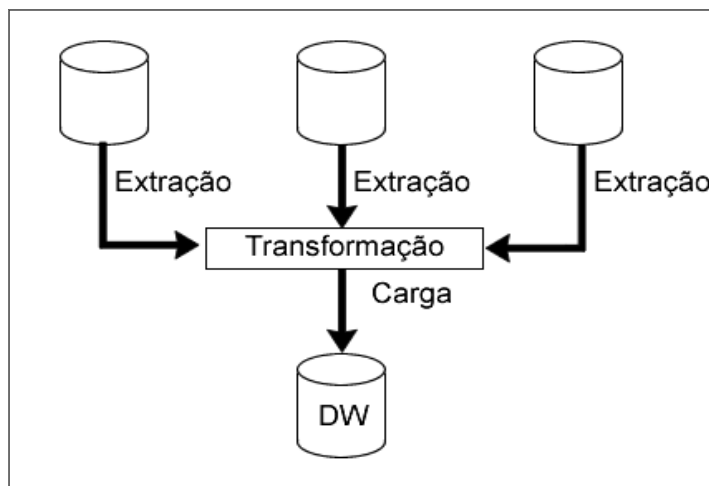 Extração
Extração
Extração
Transformação
Carga
DW